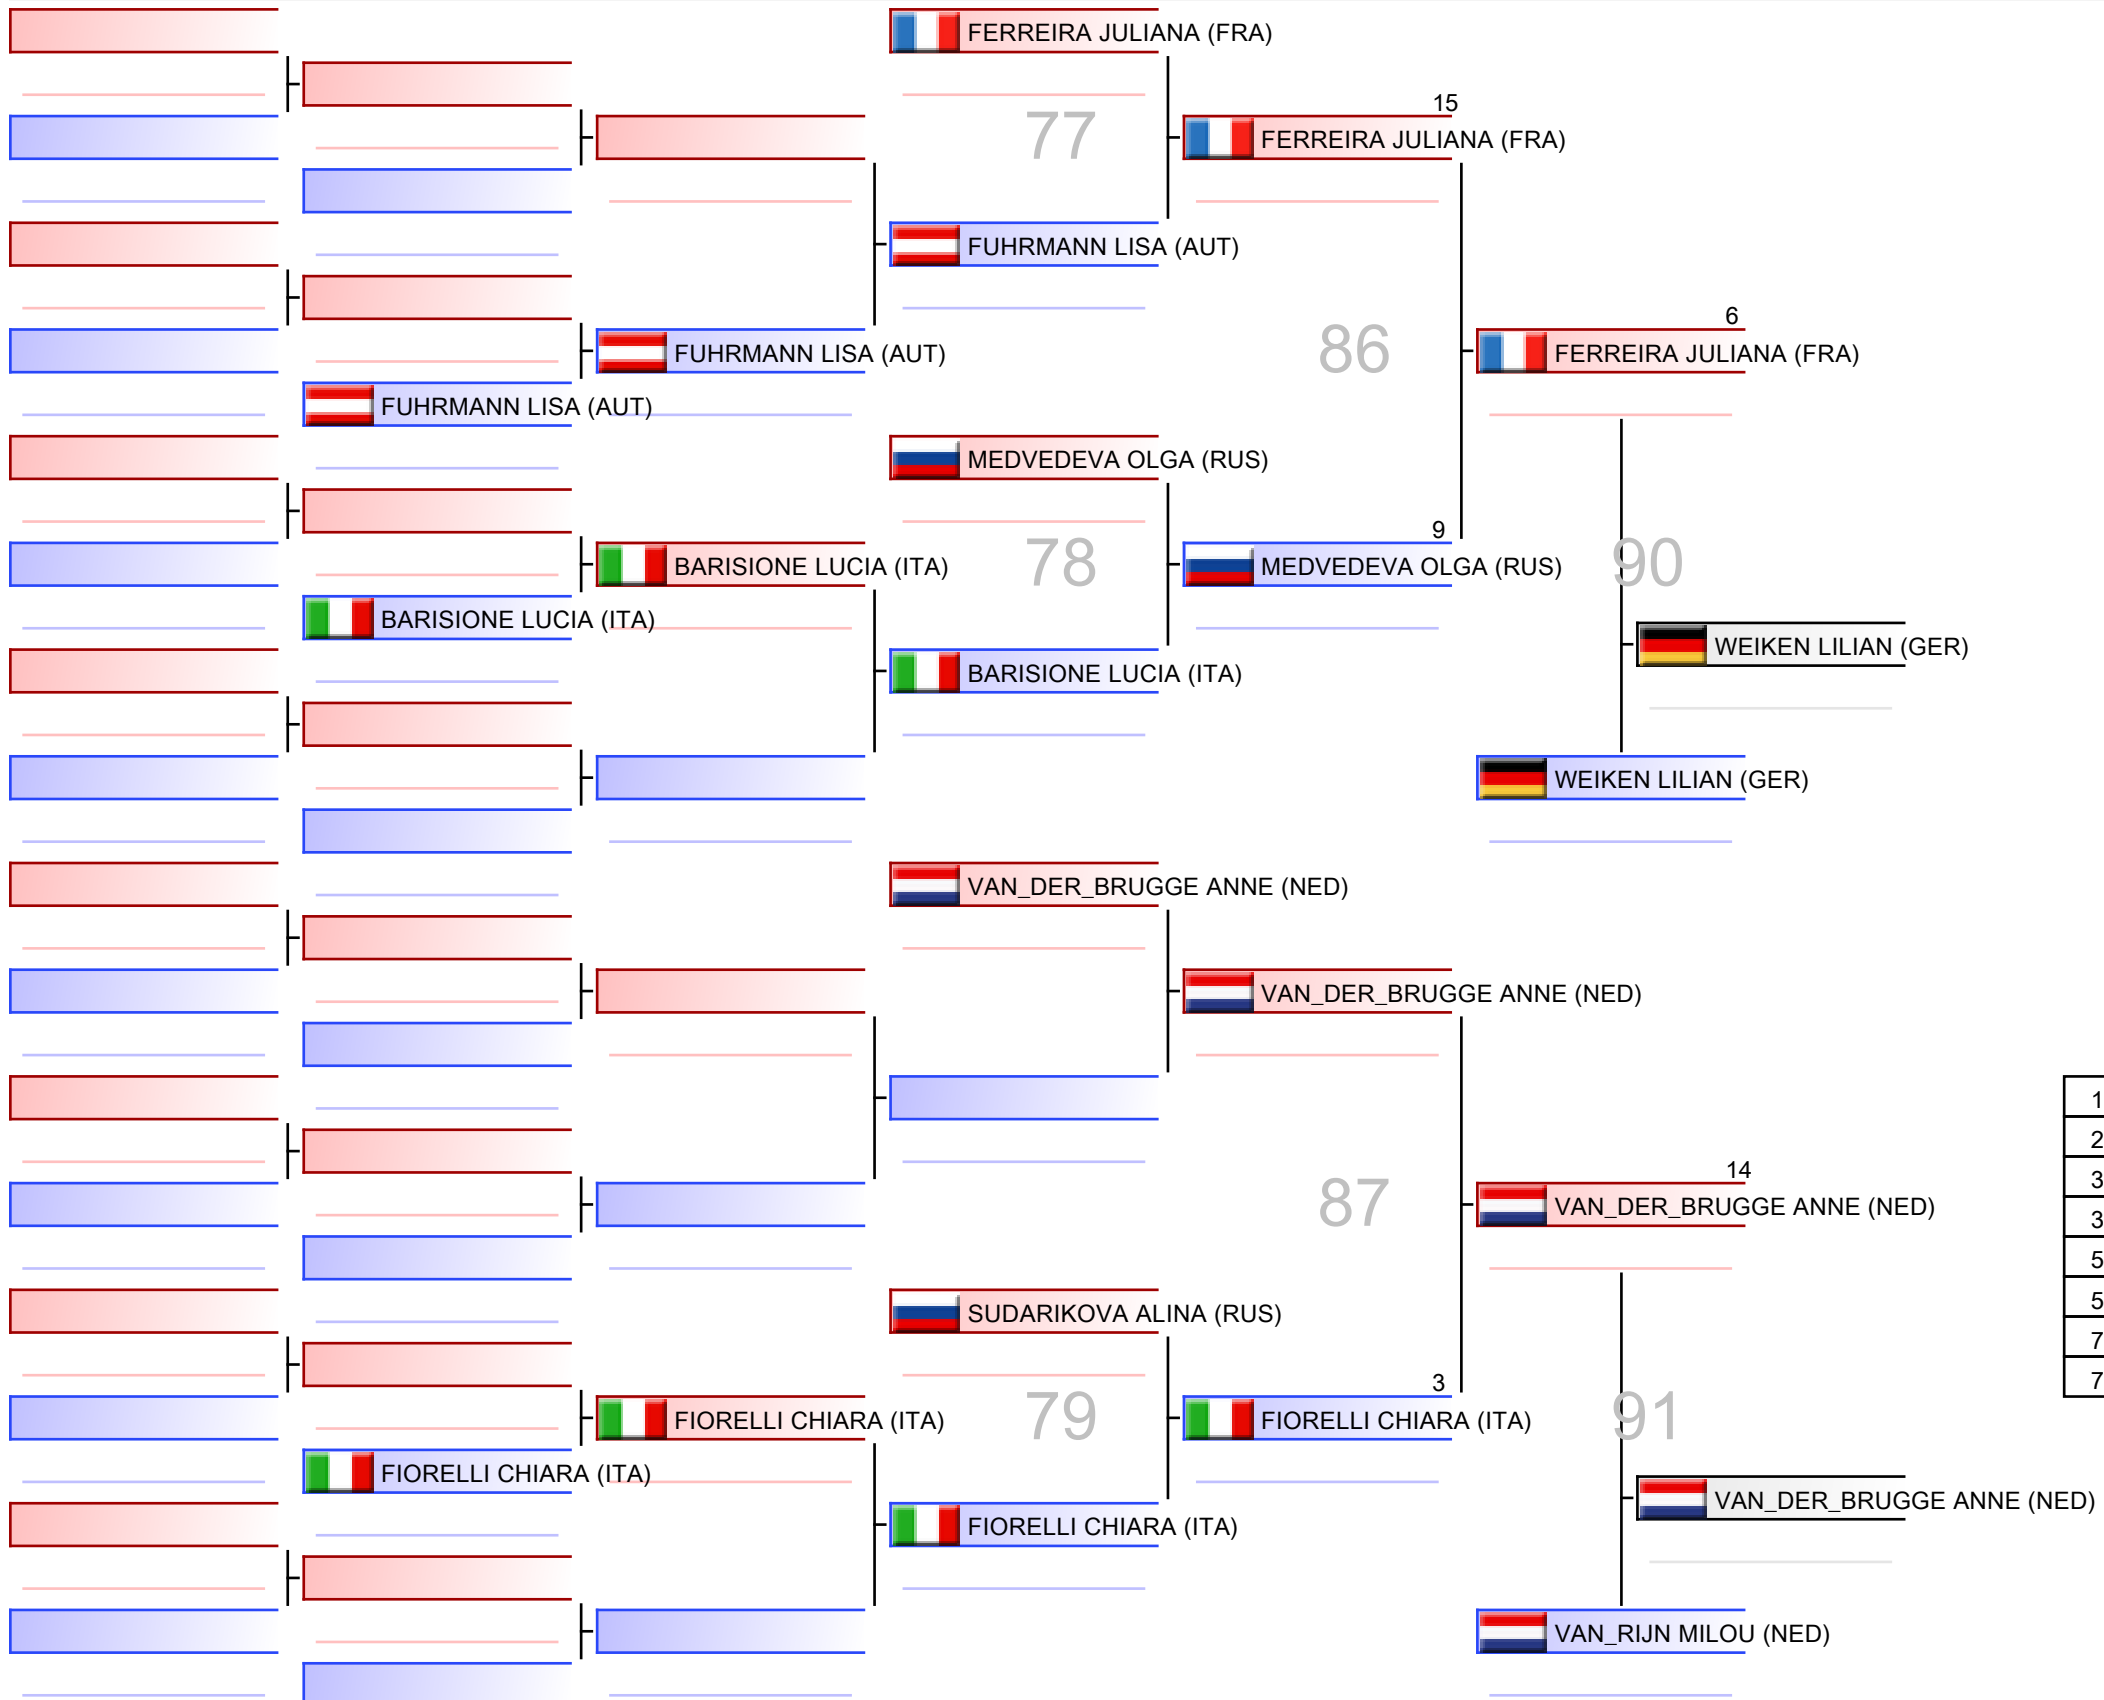 FERREIRA JULIANA (FRA)
15
77
FERREIRA JULIANA (FRA)
FUHRMANN LISA (AUT)
6
86
FERREIRA JULIANA (FRA)
FUHRMANN LISA (AUT)
FUHRMANN LISA (AUT)
MEDVEDEVA OLGA (RUS)
9
78
90
BARISIONE LUCIA (ITA)
MEDVEDEVA OLGA (RUS)
BARISIONE LUCIA (ITA)
WEIKEN LILIAN (GER)
BARISIONE LUCIA (ITA)
WEIKEN LILIAN (GER)
VAN_DER_BRUGGE ANNE (NED)
VAN_DER_BRUGGE ANNE (NED)
1
2
14
3
87
VAN_DER_BRUGGE ANNE (NED)
3
5
5
SUDARIKOVA ALINA (RUS)
7
3
7
79
91
FIORELLI CHIARA (ITA)
FIORELLI CHIARA (ITA)
FIORELLI CHIARA (ITA)
VAN_DER_BRUGGE ANNE (NED)
FIORELLI CHIARA (ITA)
VAN_RIJN MILOU (NED)